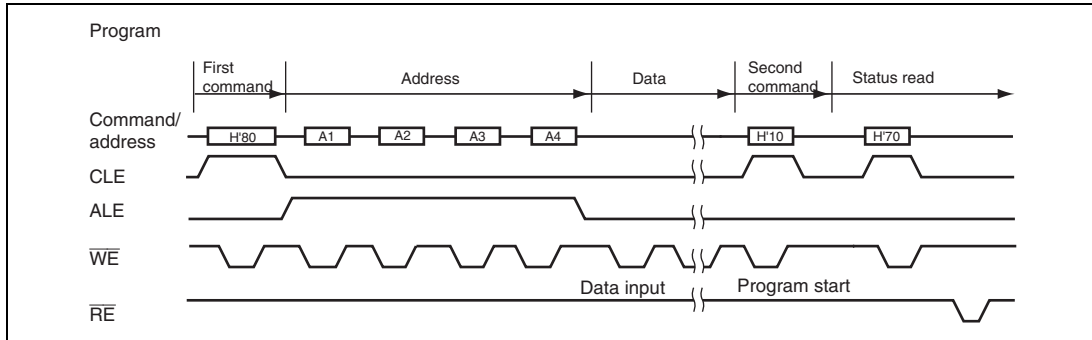 Program
First command
Address
Data
Second command
Status read
Command/
address
H'80
A1
A2
A3
A4
H'10
H'70
CLE
ALE
WE
Data input
Program start
RE